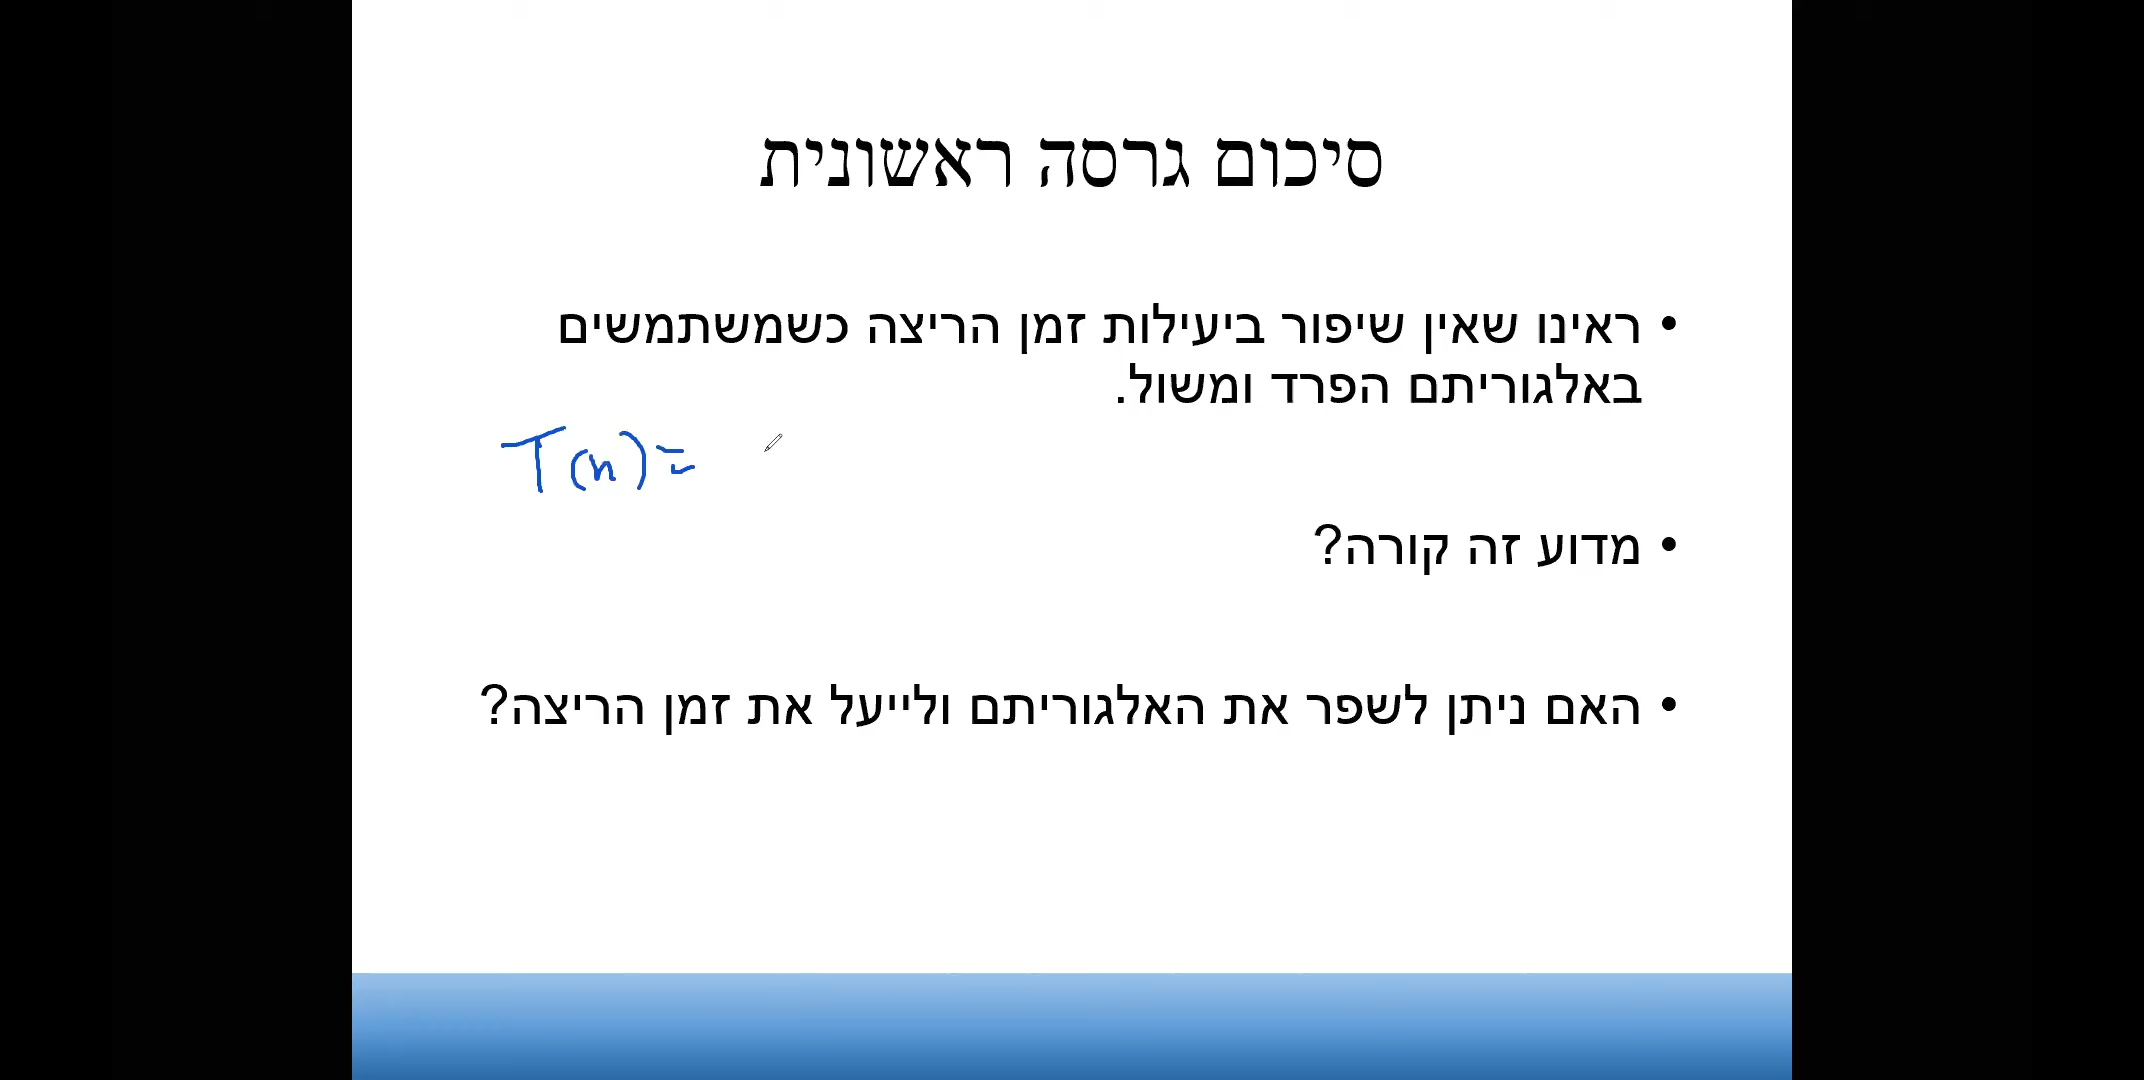 סיכום גרסה ראשונית
• ראינו שאין שיפור ביעילות זמן הריצה כשמשתמשים
באלגוריתם הפרד ומשול.
T(n)=
• מדוע זה קורה?
• האם ניתן לשפר את האלגוריתם ולייעל את זמן הריצה?